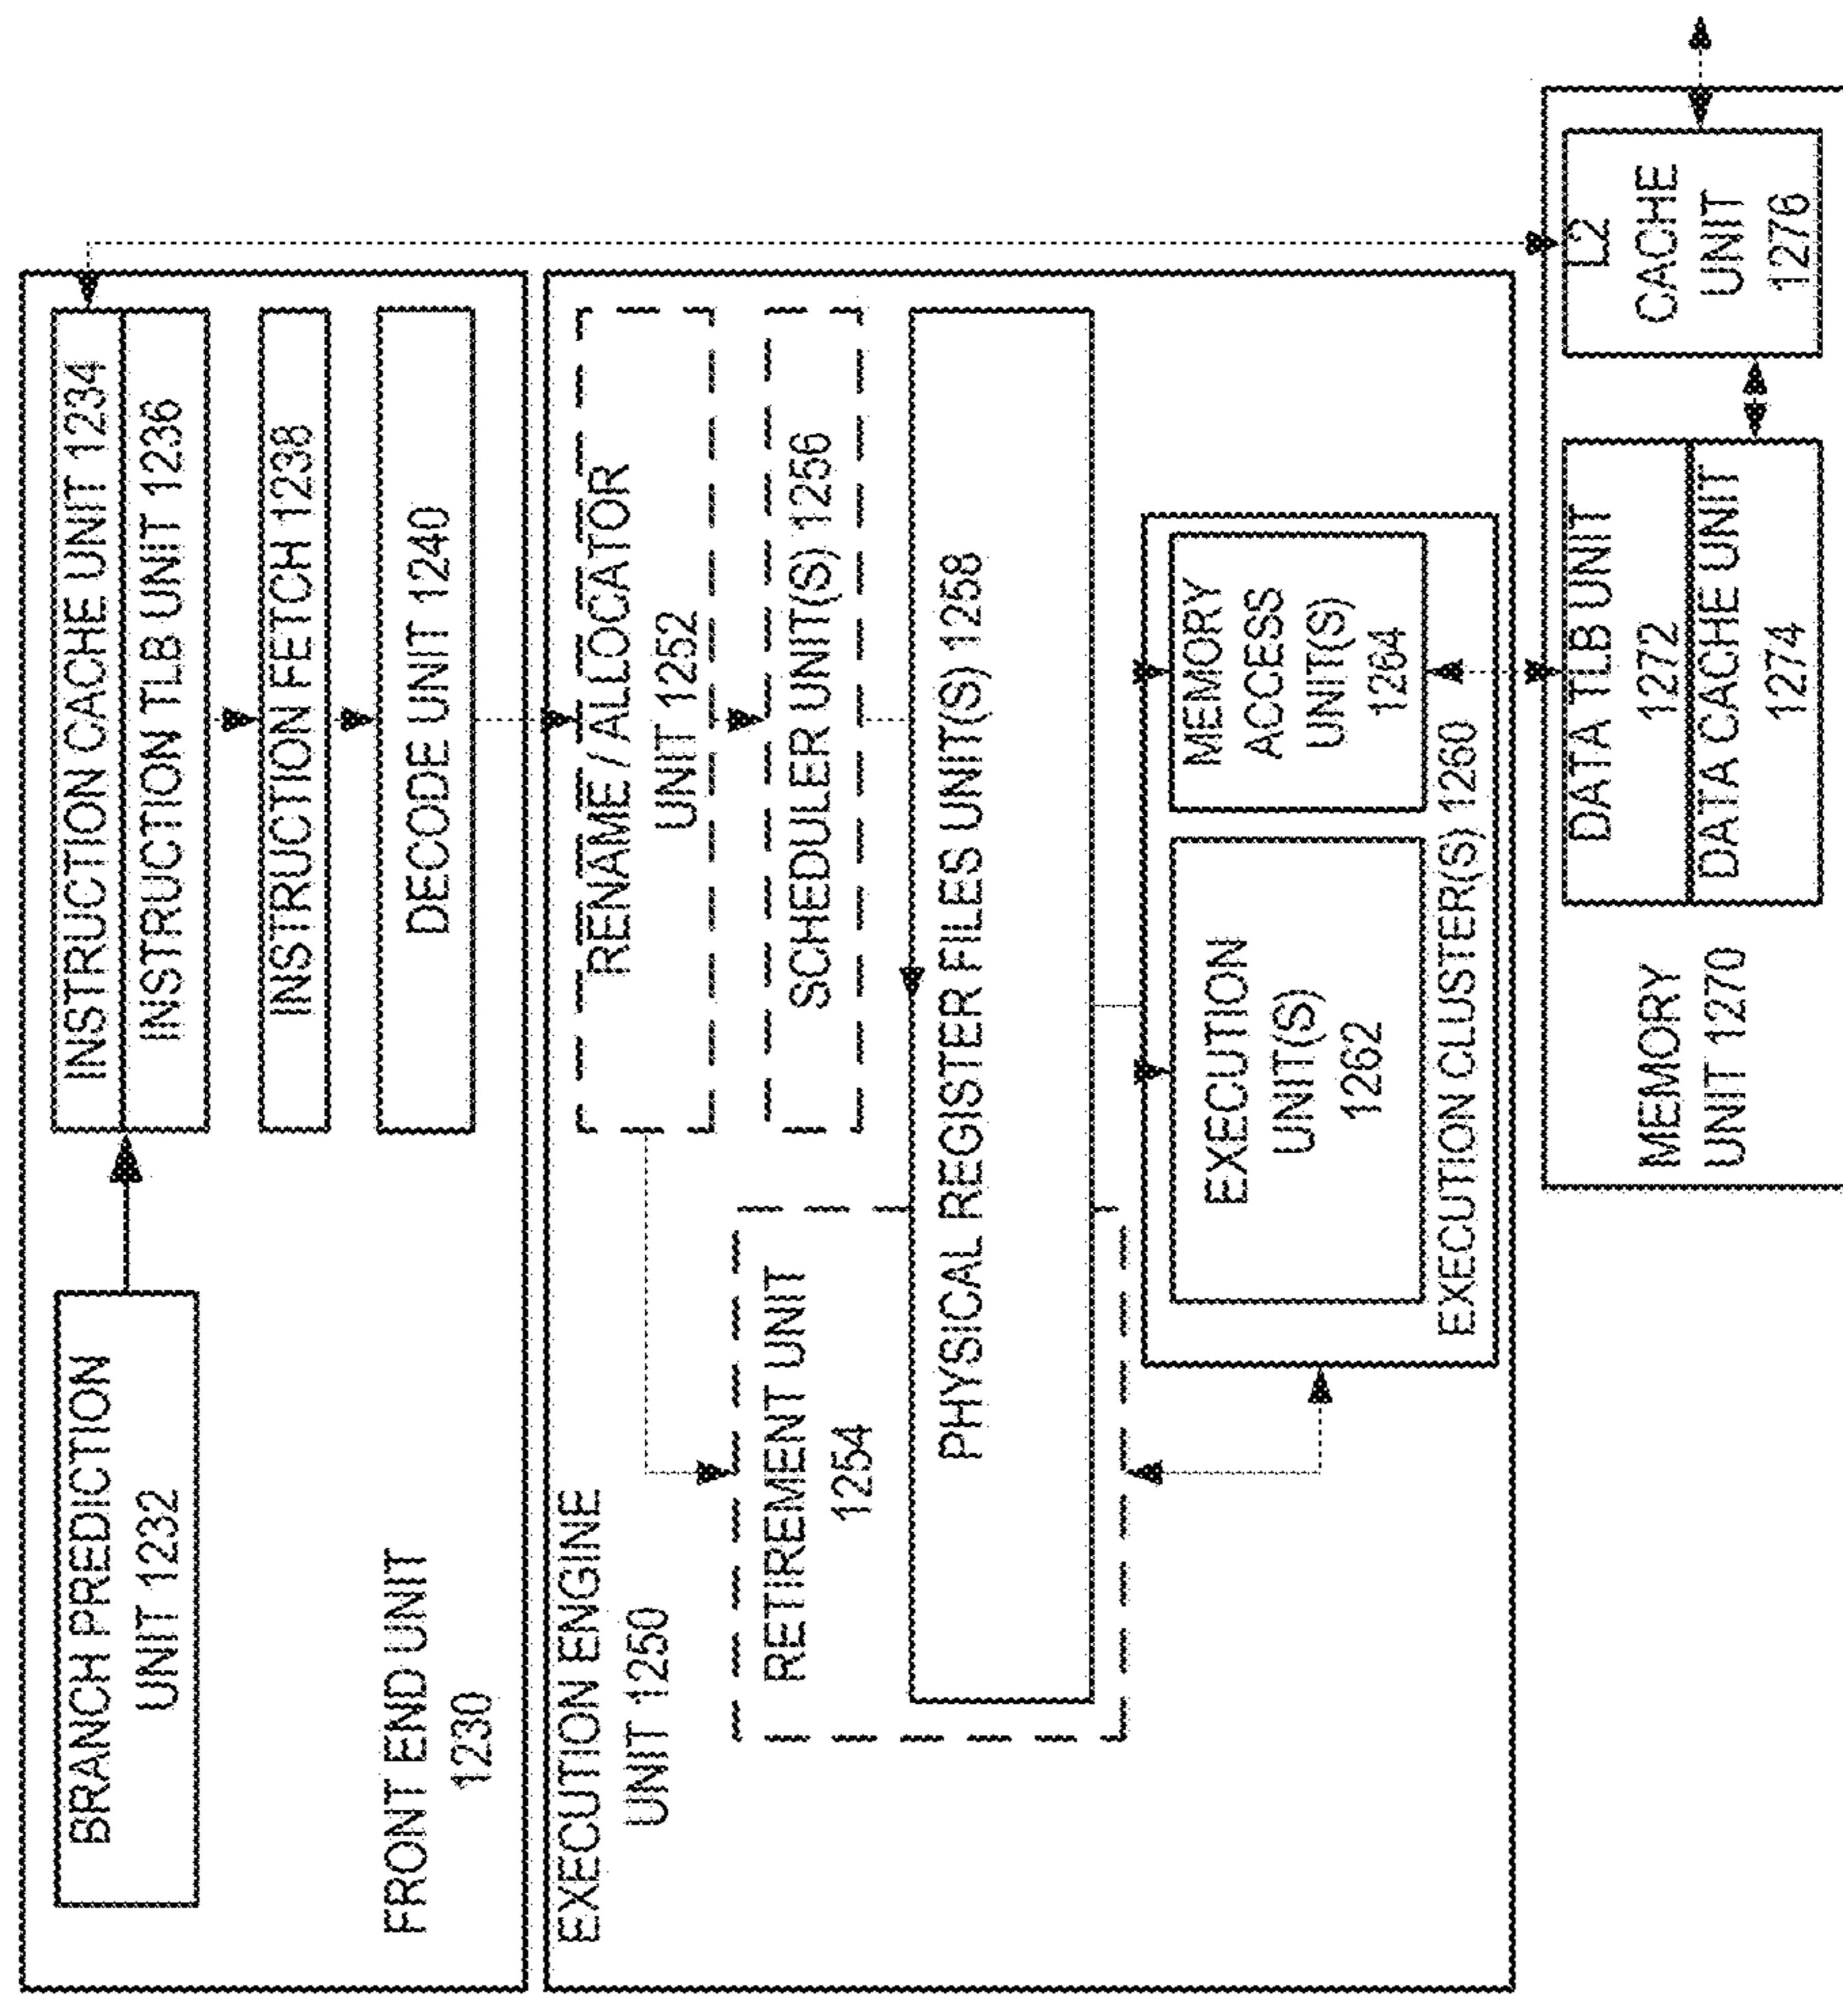 BRANCH PREDICTION
UNIT 1232
INSTRUCTION CACHE UNIT 1234
INSTRUCTION TLB UNIT 1236
INSTRUCTION FETCH 1238
DECODE UNIT 1240
FRONT END UNIT
1230
EXECUTION ENGINE
UNIT 1250
RENAME / ALLOCATOR
UNIT 1252
RETIREMENT UNIT
1254
SCHEDULER UNIT(S) 1256
PHYSICAL REGISTER FILES UNIT(S) 1258
EXECUTION
UNIT(S)
1262
MEMORY
ACCESS
UNIT(S)
1264
EXECUTION CLUSTER(S) 1260
MEMORY
UNIT 1270
DATA TLB UNIT
1272
DATA CACHE UNIT
1274
L2
CACHE
UNIT
1276